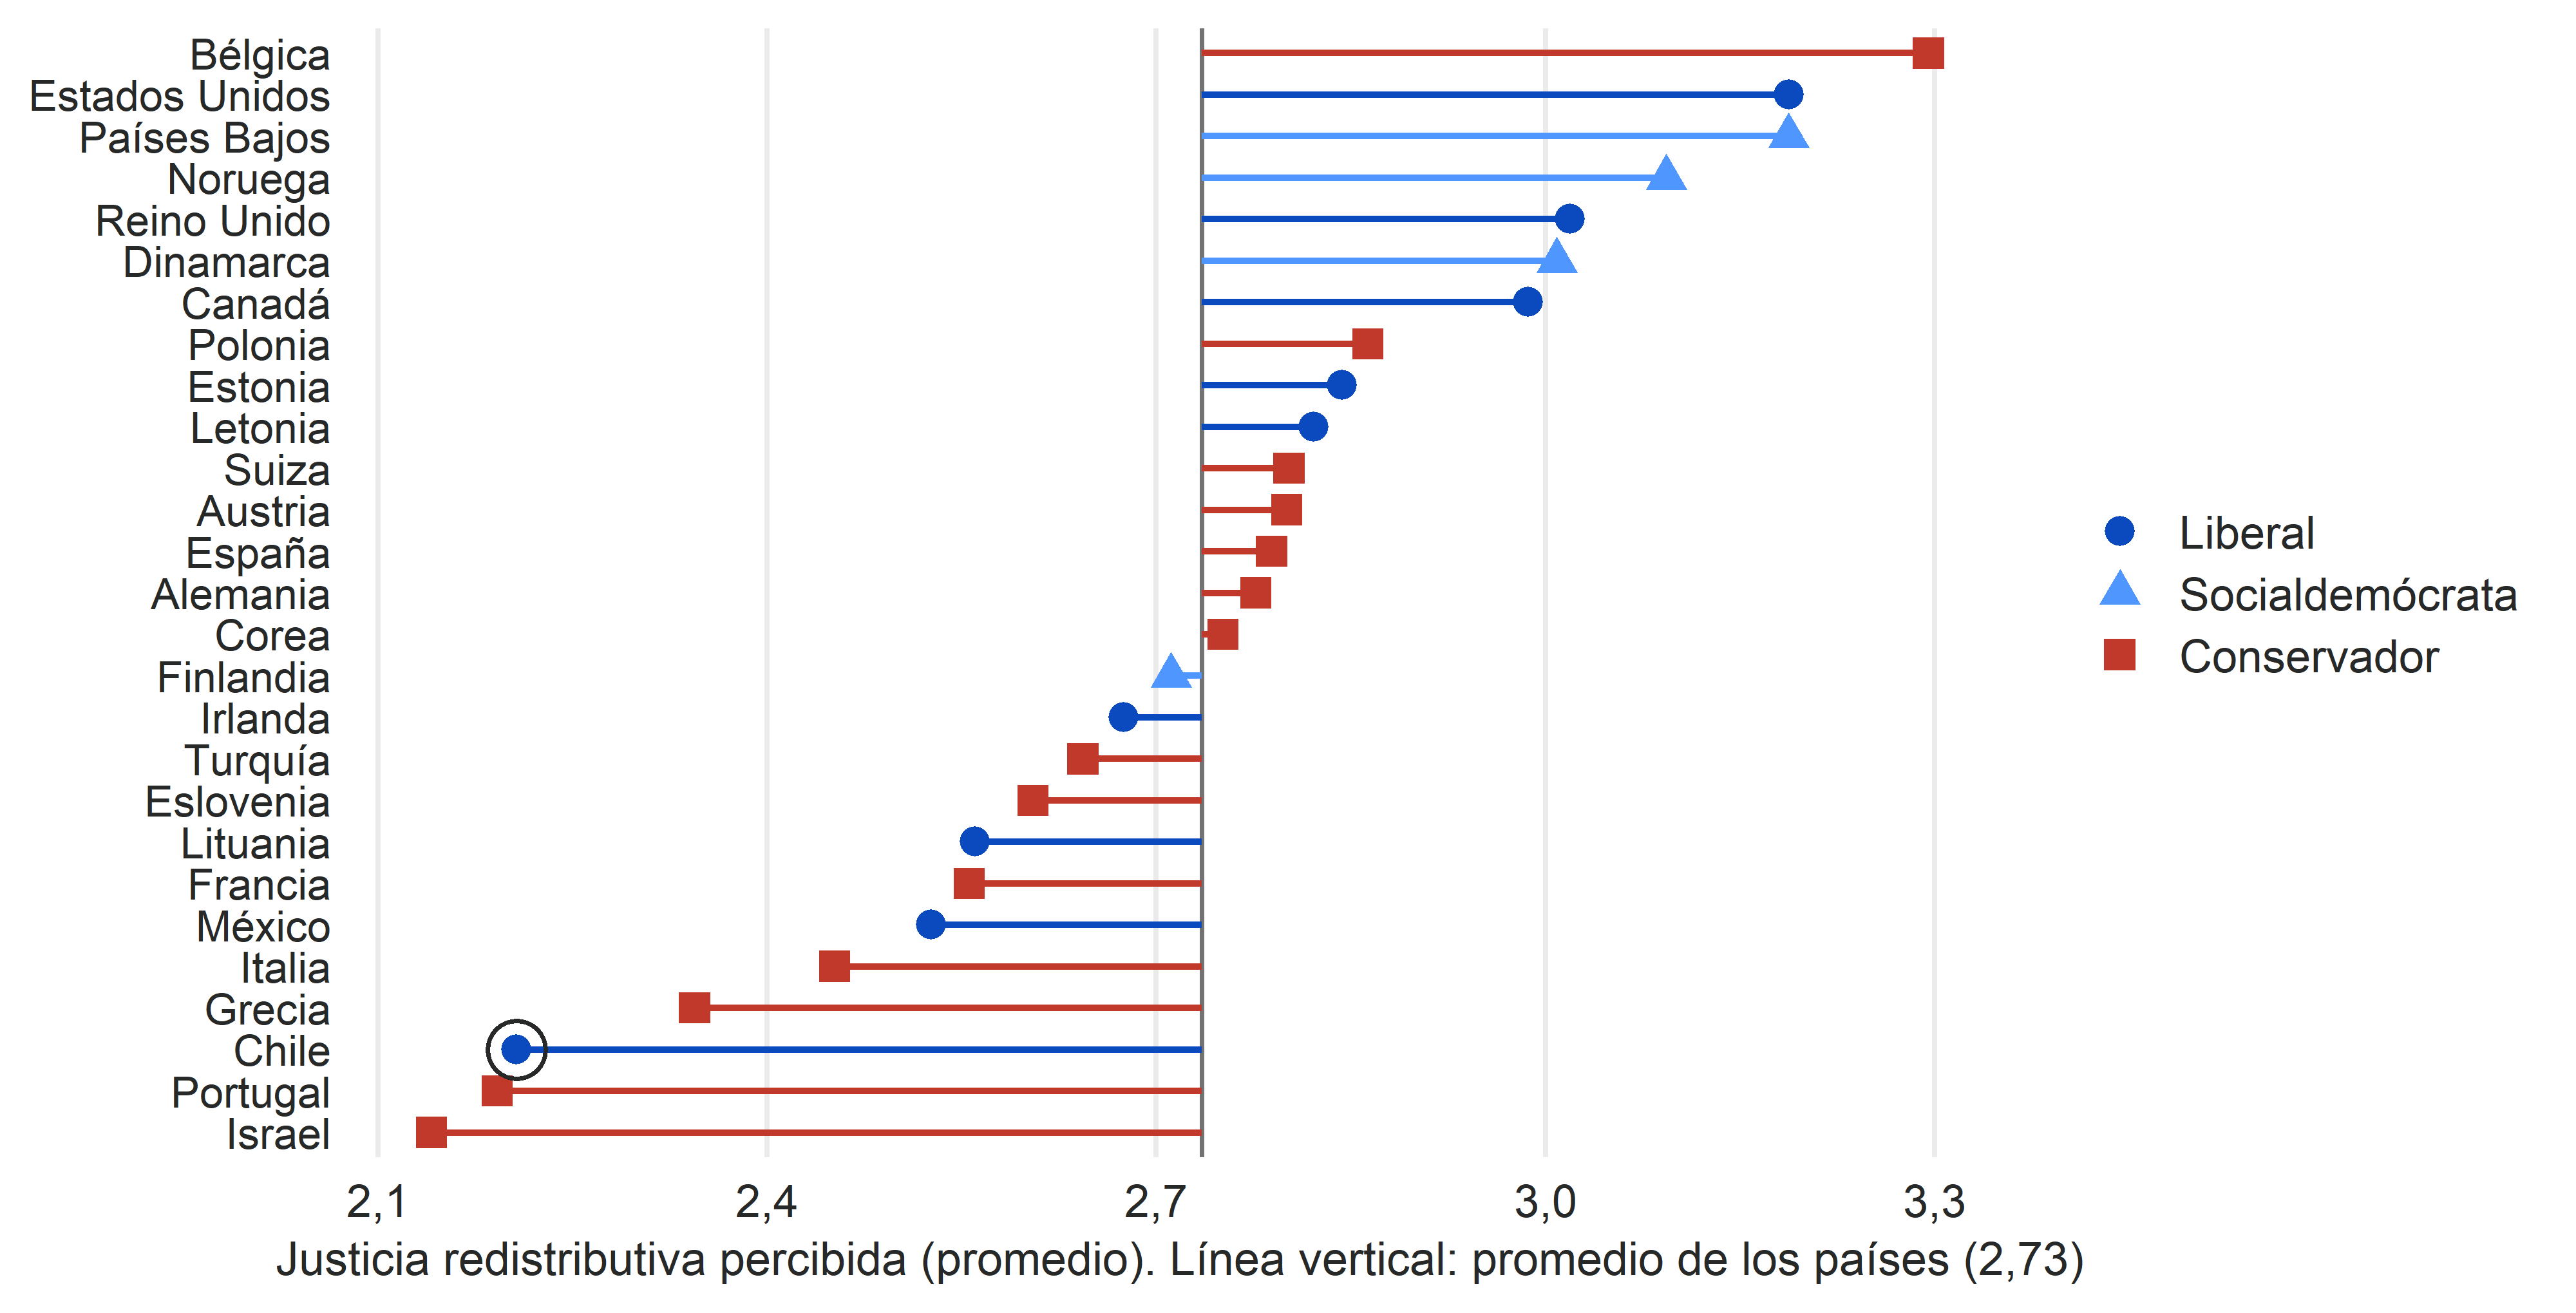 Bélgica
Estados Unidos
Países Bajos
Noruega
Reino Unido
Dinamarca
Canadá
Polonia
Estonia
Letonia
Suiza
Austria
España
Alemania
Corea
Finlandia
Irlanda
Turquía
Eslovenia
Lituania
Francia
México
Italia
Grecia
Chile
Portugal
Israel
Liberal
Socialdemócrata
Conservador
2,1 2,4 2,7 3,0 3,3
Justicia redistributiva percibida (promedio). Línea vertical: promedio de los países (2,73)